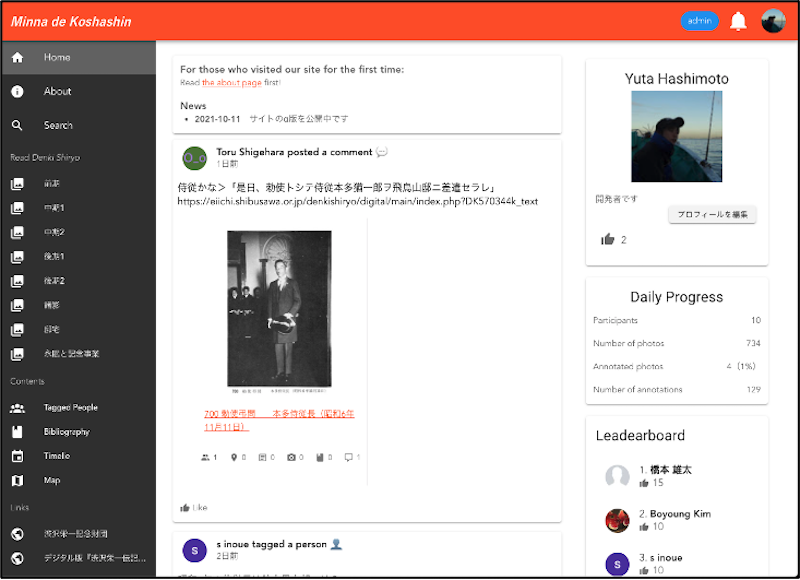 Minna de Koshashin
admin
Home
About
Search
Read Denki Shiryo
前期
中期1
中期2
後期1
後期2
御宅
永眠と記念事業
Contents
Tagged People
Bibliography
Timelie
Map
Links
渋沢栄一記念財団
デジタル版『渋沢栄一伝記...
For those who visited our site for the first time:
Read the about page first!
News
2021-10-11 サイトのα版を公開中です
Toru Shigehara posted a comment
1日前
侍従かな＞「是日、勅使トシテ侍従本多猶一郎ヲ飛鳥山邸ニ差遣セラレ」
https://eiichi.shibusawa.or.jp/denkishiryo/digital/main/index.php?DK570344k_text
700 勅使弔問 本多侍従長（昭和6年
11月11日）
1 0 0 0 0 1
Like
s inoue tagged a person
2日前
Yuta Hashimoto
開発者です
プロフィールを編集
2
Daily Progress
Participants 10
Number of photos 734
Annotated photos 4 (1%)
Number of annotations 129
Leadearboard
1. 橋本 雄太
15
2. Boyoung Kim
10
S
3. s inoue
10